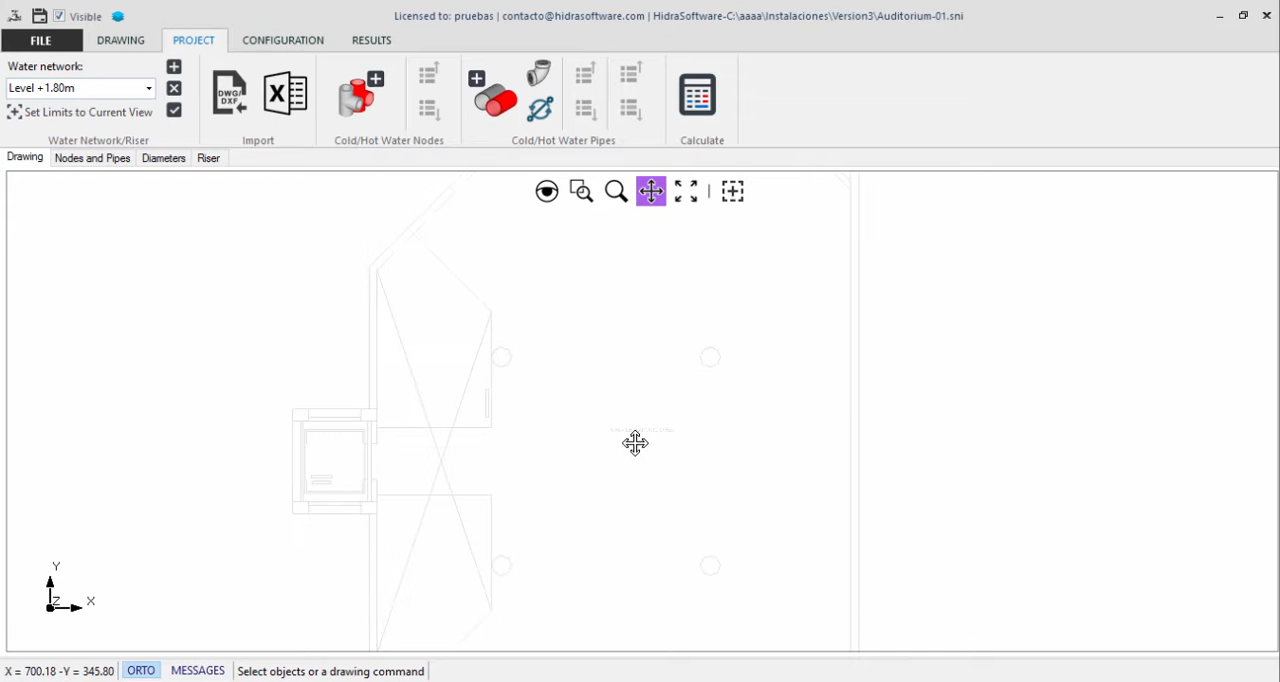 Visible
Licensed to: pruebas | contacto@hidrasoftware.com | HidraSoftware-C:\aaaa\Instalaciones\Version3\Auditorium-01.sni
FILE DRAWING PROJECT CONFIGURATION RESULTS
Water network:
Level +1.80m
Set Limits to Current View
DWG/
DXF
X
Water Network/Riser Import Cold/Hot Water Nodes Cold/Hot Water Pipes Calculate
Drawing Nodes and Pipes Diameters Riser
Y
Z X
X = 700.18 -Y = 345.80 ORTO MESSAGES Select objects or a drawing command